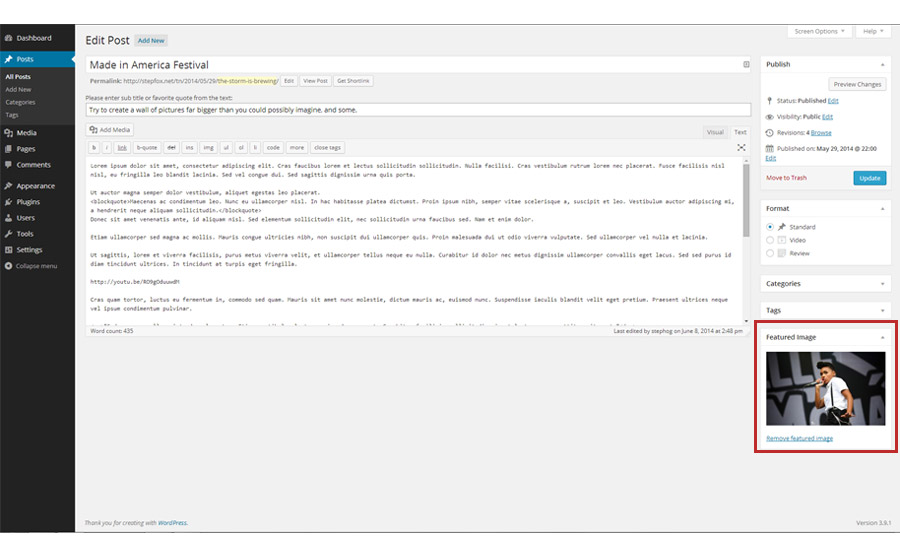 Dashboard
Posts
All Posts
Add New
Categories
Tags
Media
Pages
Comments
Appearance
Plugins
Users
Tools
Settings
Collapse menu
Screen Options
Help
Edit Post
Add New
Made in America Festival
Permalink: http://stepfox.net/tn/2014/05/29/the-storm-is-brewing/ Edit View Post Get Shortlink
Please enter sub title or favorite quote from the text:
Try to create a wall of pictures far bigger than you could possibly imagine. and some.
Add Media
Visual Text
b i link b-quote del ins img ul ol li code more close tags
Lorem ipsum dolor sit amet, consectetur adipiscing elit. Cras faucibus lorem et lectus sollicitudin sollicitudin. Nulla facilisi. Cras vestibulum rutrum lorem nec placerat. Fusce facilisis nisl
nisl, eu fringilla leo blandit lacinia. Sed vel congue dui. Sed sagittis dignissim urna quis porta.
Ut auctor magna semper dolor vestibulum, aliquet egestas leo placerat.
<blockquote>Maecenas ac condimentum leo. Nunc eu ullamcorper nisl. In hac habitasse platea dictumst. Proin ipsum nibh, semper vitae scelerisque a, suscipit et leo. Vestibulum auctor adipiscing mi,
a hendrerit neque aliquam sollicitudin.</blockquote>
Donec sit amet venenatis ante, id aliquam nisl. Sed elementum sollicitudin elit, nec sollicitudin urna faucibus sed. Nam et enim dolor.
Etiam ullamcorper sed magna ac mollis. Mauris congue ultricies nibh, non suscipit dui ullamcorper quis. Proin malesuada dui ut odio viverra vulputate. Sed ullamcorper vel nulla et lacinia.
Ut sagittis, lorem et viverra facilisis, purus metus viverra velit, et ullamcorper tellus neque eu nulla. Curabitur id dolor nec metus dignissim ullamcorper convallis eget lacus. Sed sed purus id
diam tincidunt ultrices. In tincidunt at turpis eget fringilla.
Cras quam tortor, luctus eu fermentum in, commodo sed quam. Mauris sit amet nunc molestie, dictum mauris ac, euismod nunc. Suspendisse iaculis blandit velit eget pretium. Praesent ultrices neque
vel ipsum condimentum pulvinar.
Word count: 435
Last edited by stephog on June 8, 2014 at 2:48 pm
Publish
Preview Changes
Status: Published Edit
Visibility: Public Edit
Revisions: 4 Browse
Published on: May 29, 2014 @ 22:00
Edit
Move to Trash
Update
Format
Standard
Video
Review
Categories
Tags
Featured Image
Remove featured image
Thank you for creating with WordPress.
Version 3.9.1